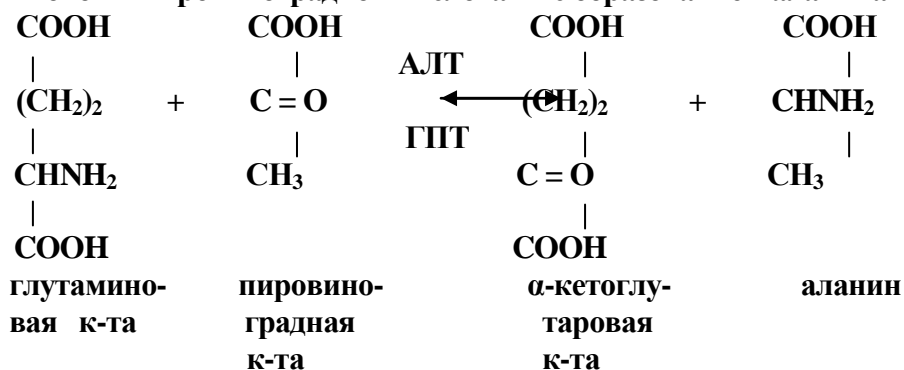 COOH COOH COOH COOH
АЛТ
(CH₂)₂ + C = O (CH₂)₂ + CHNH₂
ГПТ
CHNH₂ CH₃ C = O CH₃
COOH COOH
глутамино- пировино- α-кетоглу- аланин
вая к-та градная таровая
к-та к-та